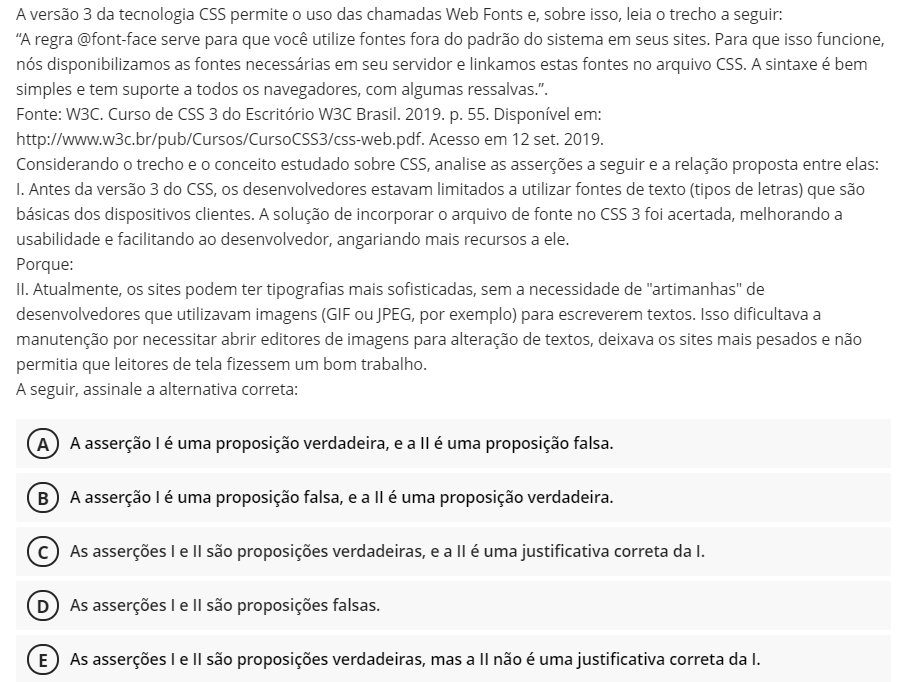 A versão 3 da tecnologia CSS permite o uso das chamadas Web Fonts e, sobre isso, leia o trecho a seguir:
“A regra @font-face serve para que você utilize fontes fora do padrão do sistema em seus sites. Para que isso funcione,
nós disponibilizamos as fontes necessárias em seu servidor e linkamos estas fontes no arquivo CSS. A sintaxe é bem
simples e tem suporte a todos os navegadores, com algumas ressalvas.”.
Fonte: W3C. Curso de CSS 3 do Escritório W3C Brasil. 2019. p. 55. Disponível em:
http://www.w3c.br/pub/Cursos/CursoCSS3/css-web.pdf. Acesso em 12 set. 2019.
Considerando o trecho e o conceito estudado sobre CSS, analise as asserções a seguir e a relação proposta entre elas:
I. Antes da versão 3 do CSS, os desenvolvedores estavam limitados a utilizar fontes de texto (tipos de letras) que são
básicas dos dispositivos clientes. A solução de incorporar o arquivo de fonte no CSS 3 foi acertada, melhorando a
usabilidade e facilitando ao desenvolvedor, angariando mais recursos a ele.
Porque:
II. Atualmente, os sites podem ter tipografias mais sofisticadas, sem a necessidade de "artimanhas" de
desenvolvedores que utilizavam imagens (GIF ou JPEG, por exemplo) para escreverem textos. Isso dificultava a
manutenção por necessitar abrir editores de imagens para alteração de textos, deixava os sites mais pesados e não
permitia que leitores de tela fizessem um bom trabalho.
A seguir, assinale a alternativa correta:
A A asserção I é uma proposição verdadeira, e a II é uma proposição falsa.
B A asserção I é uma proposição falsa, e a II é uma proposição verdadeira.
C As asserções I e II são proposições verdadeiras, e a II é uma justificativa correta da I.
D As asserções I e II são proposições falsas.
E As asserções I e II são proposições verdadeiras, mas a II não é uma justificativa correta da I.